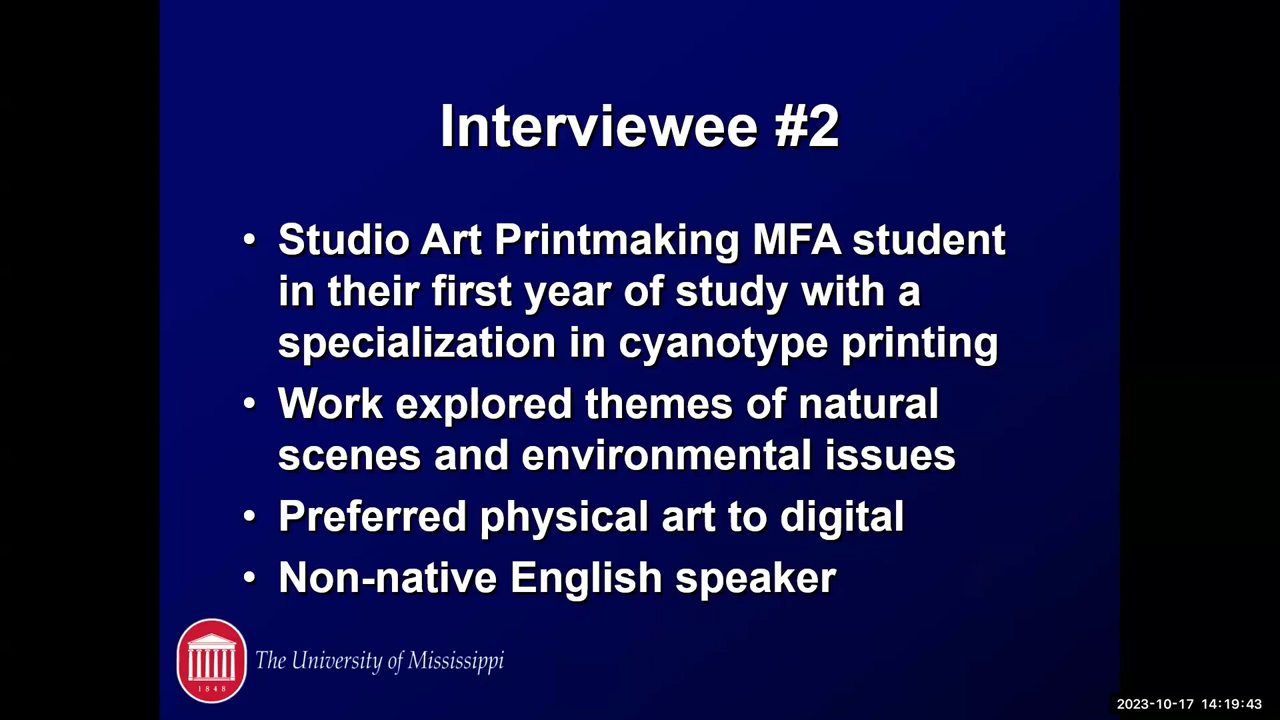 Interviewee #2
• Studio Art Printmaking MFA student
in their first year of study with a
specialization in cyanotype printing
• Work explored themes of natural
scenes and environmental issues
• Preferred physical art to digital
• Non-native English speaker
1848
The University of Mississippi
2023-10-17 14:19:43